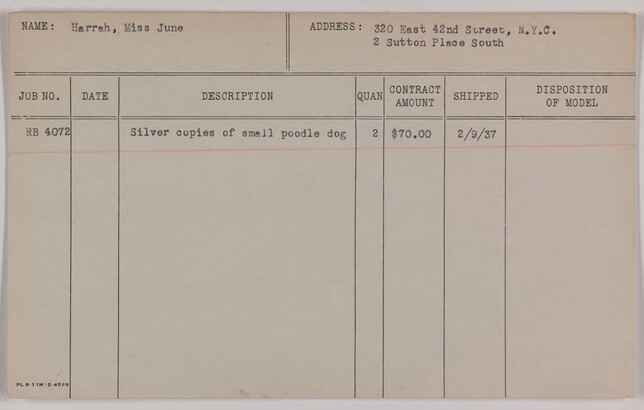 NAME: Harrah, Miss June
ADDRESS: 320 East 42nd Street, N.Y.C.
2 Sutton Place South
JOB NO. DATE DESCRIPTION QUAN CONTRACT AMOUNT SHIPPED DISPOSITION OF MODEL
RB 4072 Silver copies of small poodle dog 2 $70.00 2/9/37